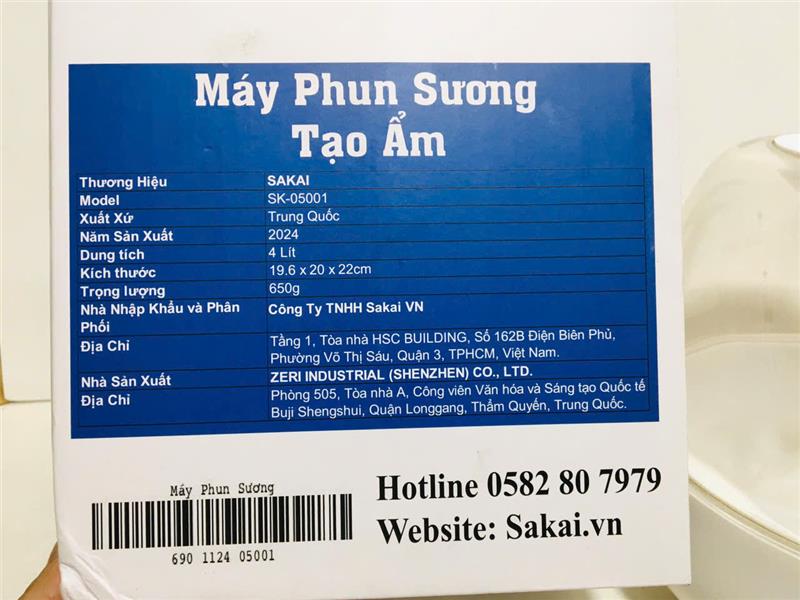 Máy Phun Sương
Tạo Ẩm
Thương Hiệu SAKAI
Model SK-05001
Xuất Xứ Trung Quốc
Năm Sản Xuất 2024
Dung tích 4 Lít
Kích thước 19.6 x 20 x 22cm
Trọng lượng 650g
Nhà Nhập Khẩu và Phân Công Ty TNHH Sakai VN
Phối
Địa Chỉ Tầng 1, Tòa nhà HSC BUILDING, Số 162B Điện Biên Phủ,
Phường Võ Thị Sáu, Quận 3, TPHCM, Việt Nam.
Nhà Sản Xuất ZERI INDUSTRIAL (SHENZHEN) CO., LTD.
Địa Chỉ Phòng 505, Tòa nhà A, Công viên Văn hóa và Sáng tạo Quốc tế
Buji Shengshui, Quận Longgang, Thẩm Quyến, Trung Quốc.
Máy Phun Sương
690 1124 05001
Hotline 0582 80 7979
Website: Sakai.vn